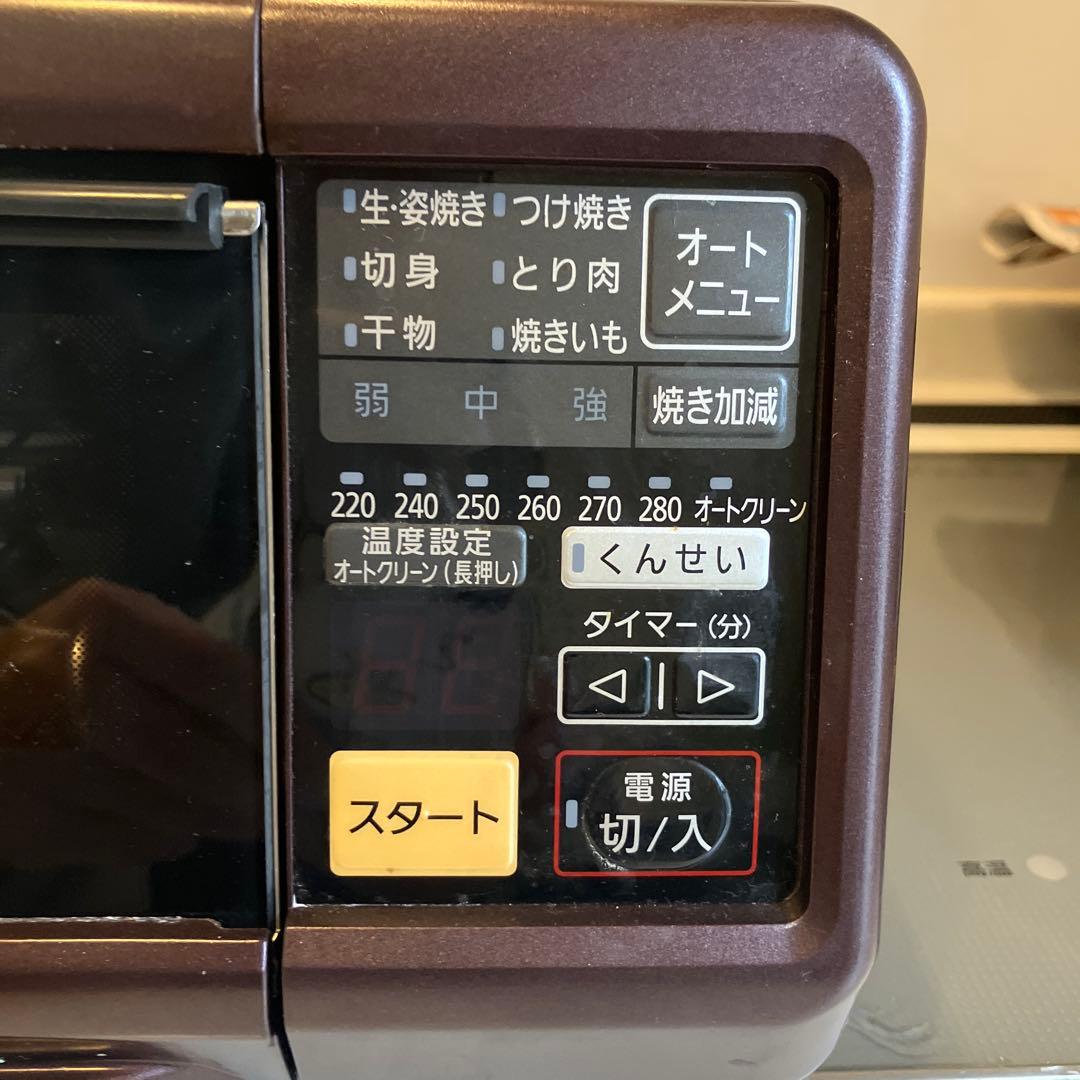 生・姿焼き つけ焼き
切身 とり肉
干物 焼きいも
オート
メニュー
弱 中 強
焼き加減
220 240 250 260 270 280 オートクリーン
温度設定
オートクリーン(長押し)
くんせい
タイマー(分)
◁ | ▷
スタート
電源
切/入
高温